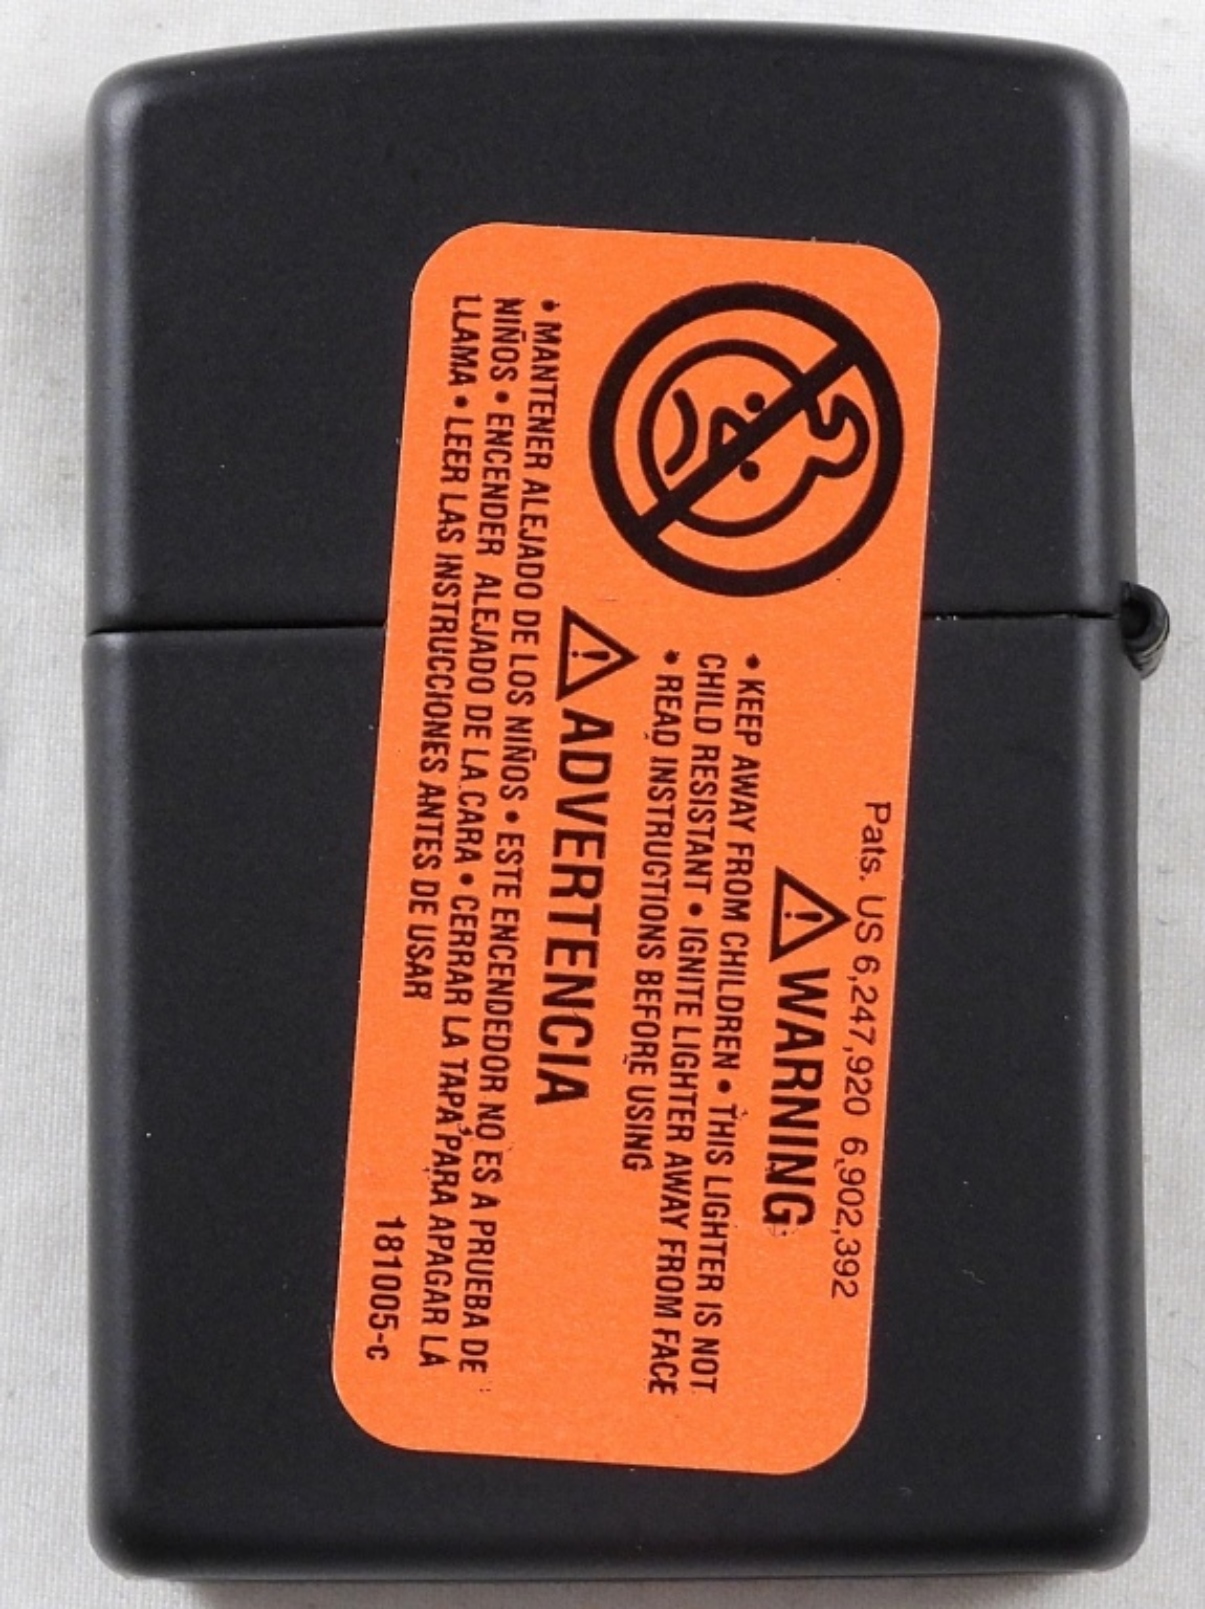 Pats. US 6,247,920 6,902,392
WARNING
• KEEP AWAY FROM CHILDREN • THIS LIGHTER IS NOT
CHILD RESISTANT • IGNITE LIGHTER AWAY FROM FACE
• READ INSTRUCTIONS BEFORE USING
ADVERTENCIA
• MANTENER ALEJADO DE LOS NIÑOS • ESTE ENCENDEDOR NO ES A PRUEBA DE
NIÑOS • ENCENDER ALEJADO DE LA CARA • CERRAR LA TAPA PARA APAGAR LA
LLAMA • LEER LAS INSTRUCCIONES ANTES DE USAR
181005-c